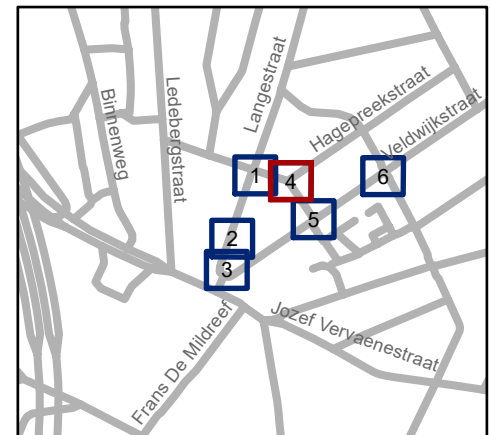 Binnenweg
Ledebergstraat
Langestraat
Hagepreekstraat
Veldwijkstraat
1
4
6
5
2
3
Jozef Vervaenestraat
Frans De Mildreef